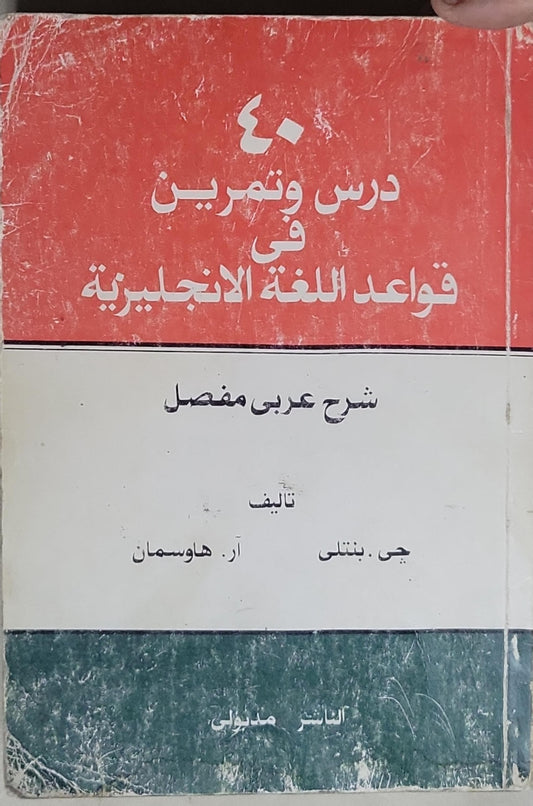 ٤٠
درس وتمرين
فى
قواعد اللغة الانجليزية
شرح عربى مفصل
تاليف
چى . بنتلى آر . هاوسمان
الناشر مدبولى